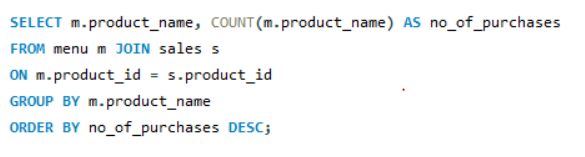 SELECT m.product_name, COUNT(m.product_name) AS no_of_purchases
FROM menu m JOIN sales s
ON m.product_id = s.product_id
GROUP BY m.product_name
ORDER BY no_of_purchases DESC;